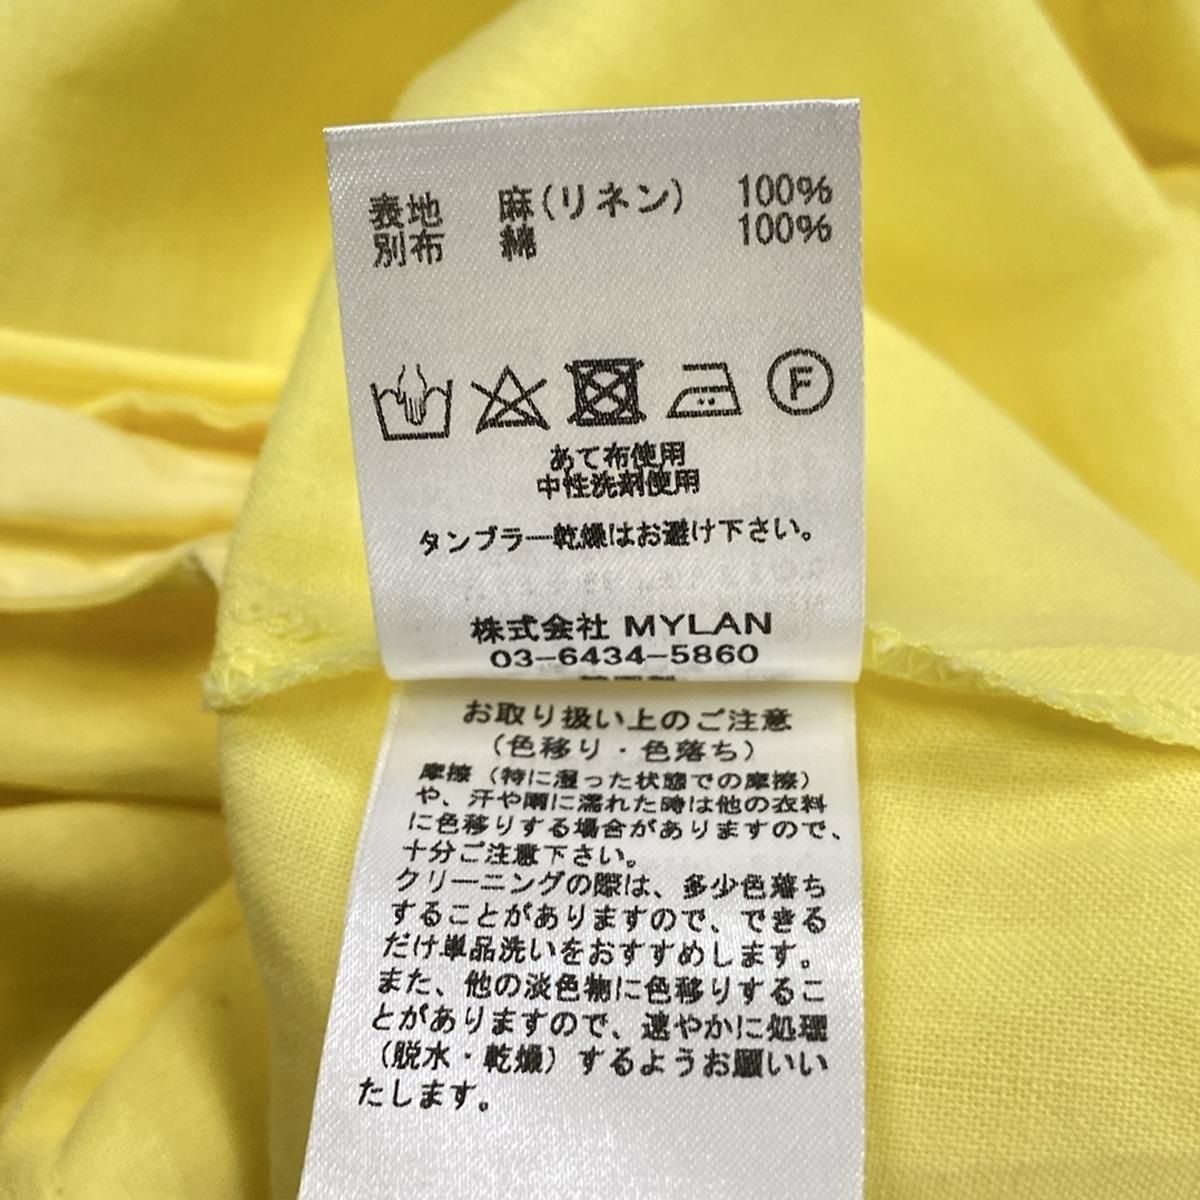 表地 麻(リネン) 100%
別布 綿 100%
F
あて布使用
中性洗剤使用
タンブラー乾燥はお避け下さい。
株式会社 MYLAN
03-6434-5860
お取り扱い上のご注意
(色移り・色落ち)
摩擦(特に湿った状態での摩擦)
や、汗や雨に濡れた時は他の衣料
に色移りする場合がありますので、
十分ご注意下さい。
クリーニングの際は、多少色落ち
することがありますので、できる
だけ単品洗いをおすすめします。
また、他の淡色物に色移りするこ
とがありますので、速やかに処理
(脱水・乾燥)するようお願いい
たします。